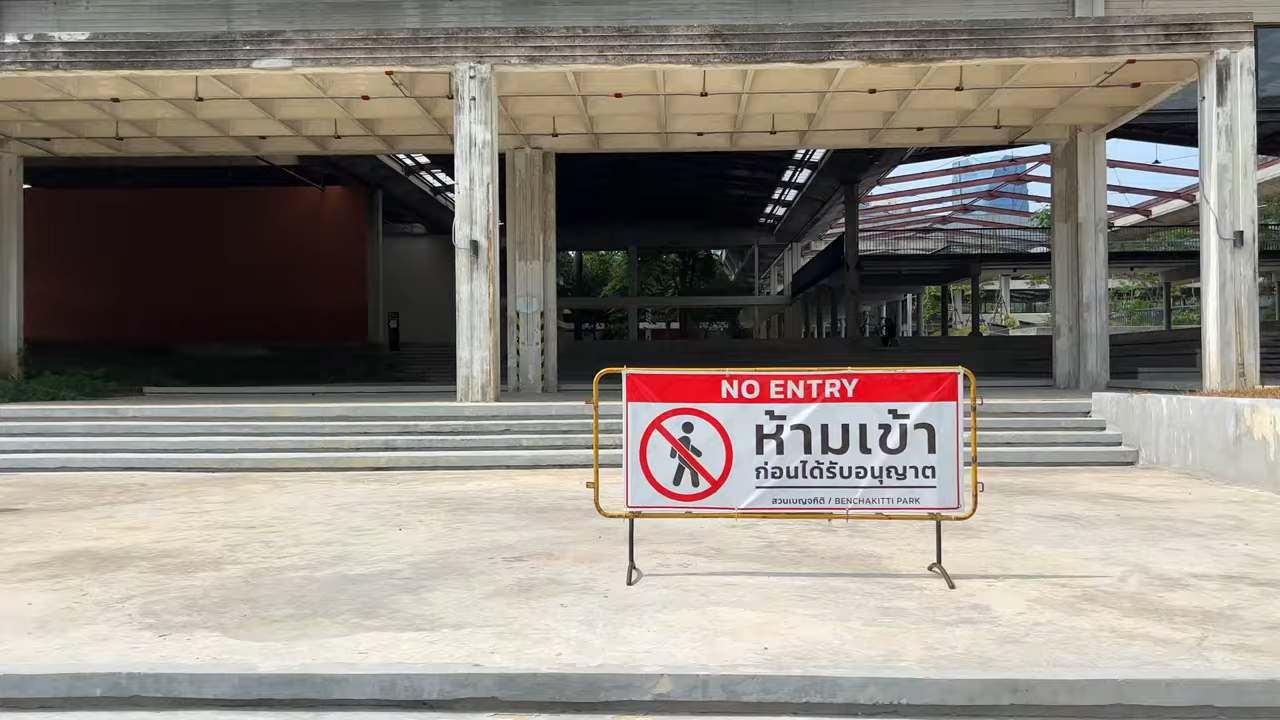 NO ENTRY
ห้ามเข้า
ก่อนได้รับอนุญาต
สวนเบญจกิติ / BENCHAKITTI PARK